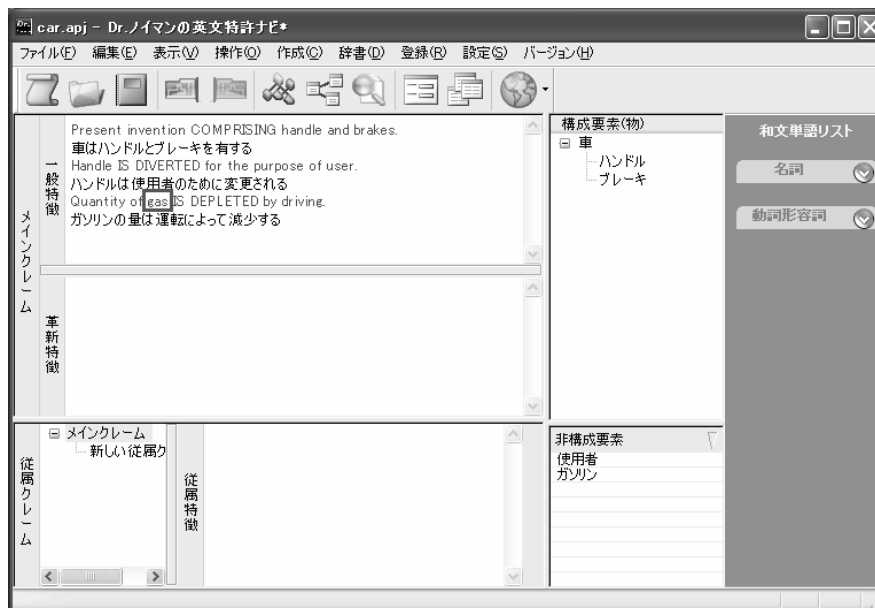 car.apj - Dr.ノイマンの英文特許ナビ*
ファイル(F) 編集(E) 表示(V) 操作(O) 作成(C) 辞書(D) 登録(R) 設定(S) バージョン(H)
メインクレーム
一般特徴
Present invention COMPRISING handle and brakes.
車はハンドルとブレーキを有する
Handle IS DIVERTED for the purpose of user.
ハンドルは使用者のために変更される
Quantity of gas IS DEPLETED by driving.
ガソリンの量は運転によって減少する
革新特徴
構成要素(物)
車
ハンドル
ブレーキ
和文単語リスト
名詞
動詞形容詞
従属クレーム
メインクレーム
新しい従属ク
従属特徴
非構成要素
使用者
ガソリン